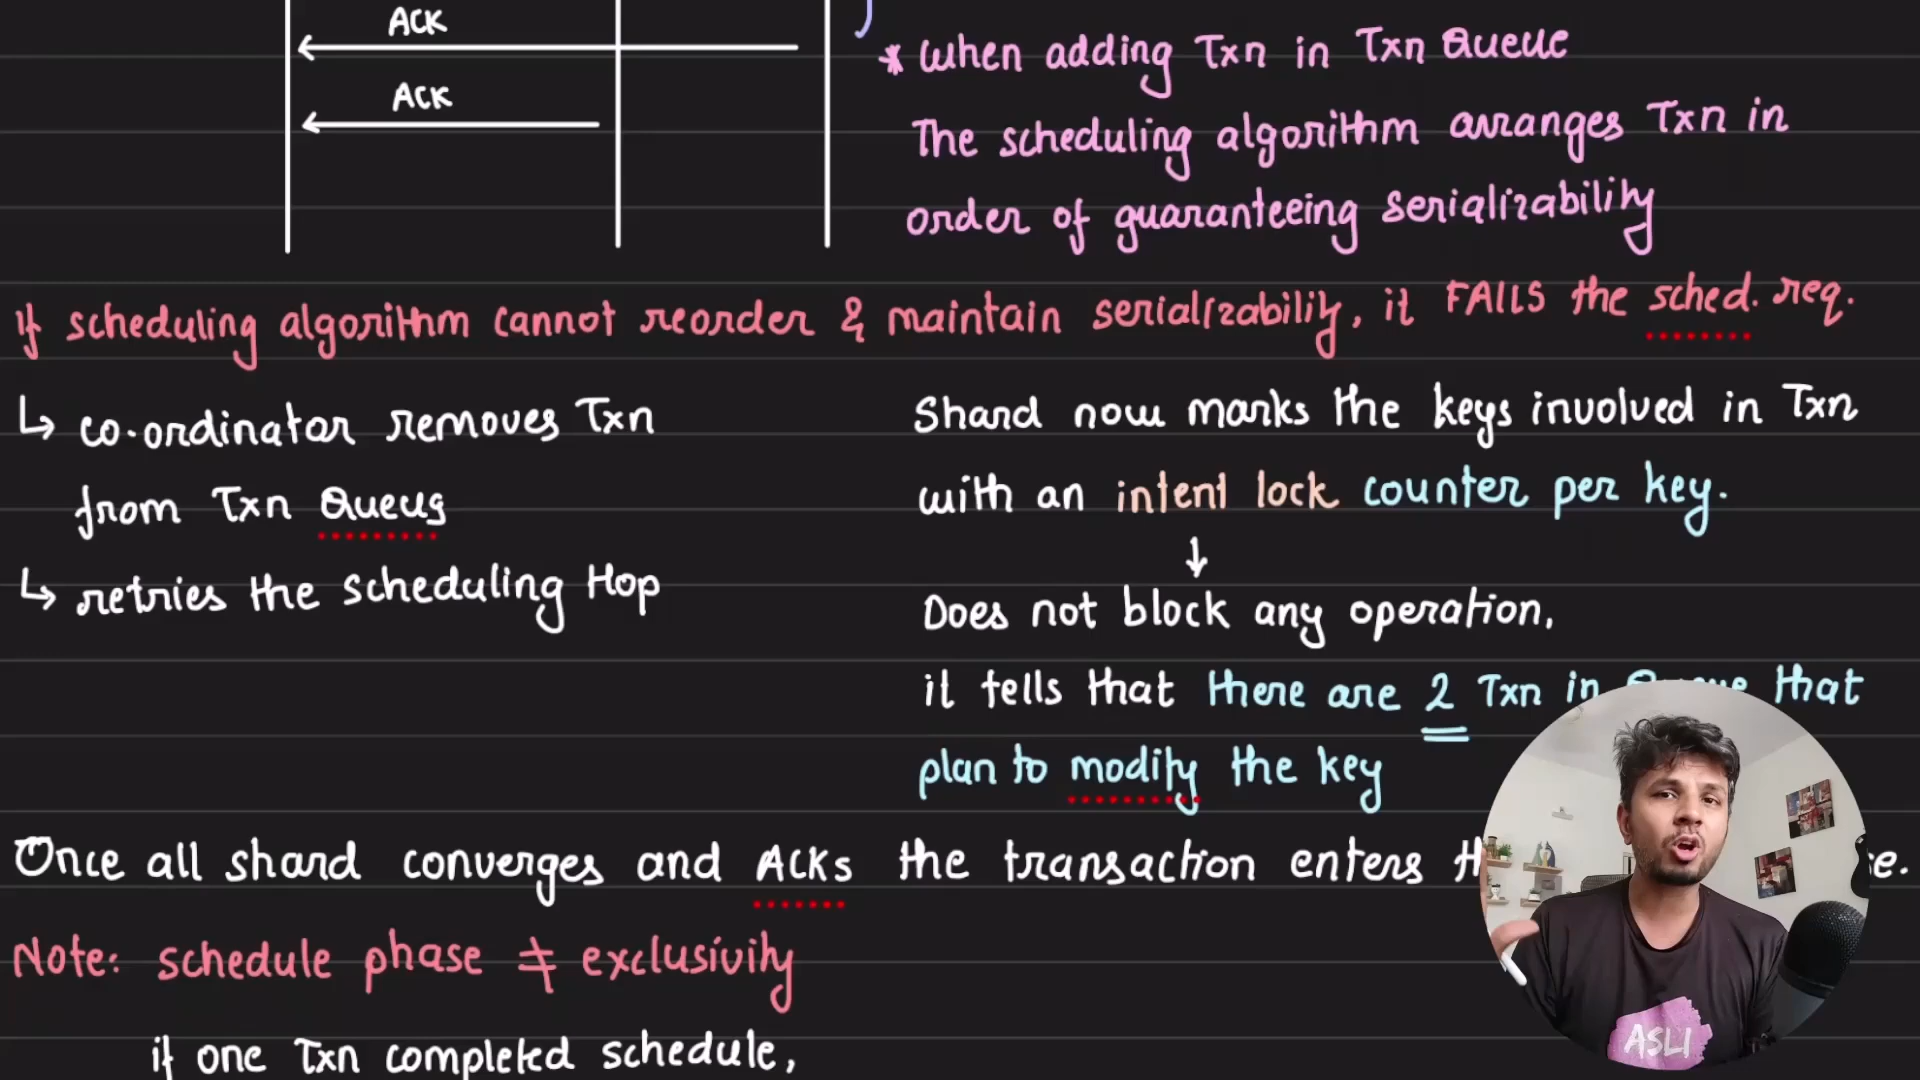 ACK
ACK
* When adding Txn in Txn Queue
The scheduling algorithm arranges Txn in
order of guaranteeing serializability
if scheduling algorithm cannot reorder & maintain serializability, it FAILS the sched. req.
↳ co-ordinator removes Txn
from Txn Queus
↳ retries the scheduling Hop
Shard now marks the keys involved in Txn
with an intent lock counter per key.
↓
Does not block any operation,
it tells that there are 2 Txn in that
plan to modify the key
Once all shard converges and ACKs the transaction enters
Note: schedule phase ≠ exclusivity
if one Txn completed schedule,
ASLI